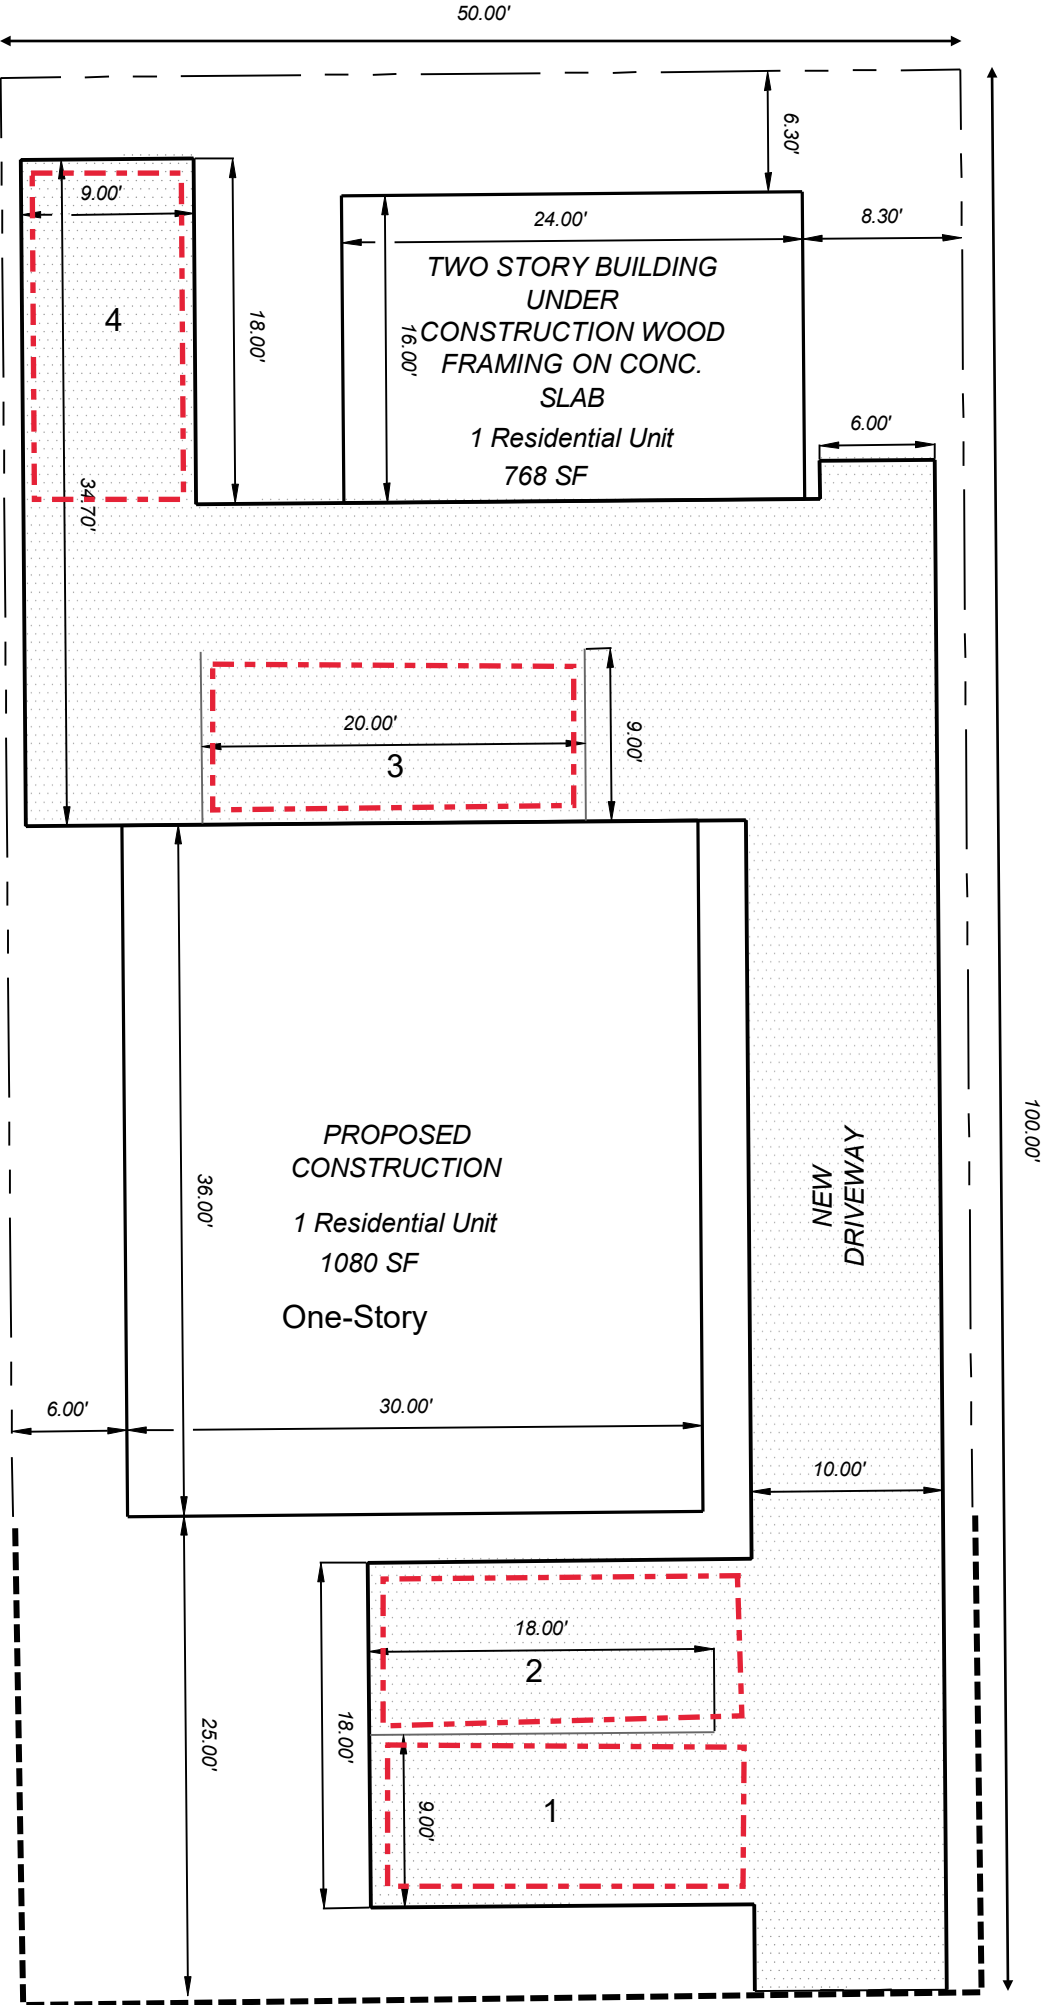 50.00'
6.30'
9.00'
24.00'
8.30'
TWO STORY BUILDING
UNDER
CONSTRUCTION WOOD
FRAMING ON CONC.
SLAB
1 Residential Unit
768 SF
16.00'
18.00'
4
6.00'
34.70'
20.00'
3
9.00'
100.00'
PROPOSED
CONSTRUCTION
1 Residential Unit
1080 SF
One-Story
36.00'
NEW
DRIVEWAY
6.00'
30.00'
10.00'
18.00'
2
25.00'
18.00'
9.00'
1